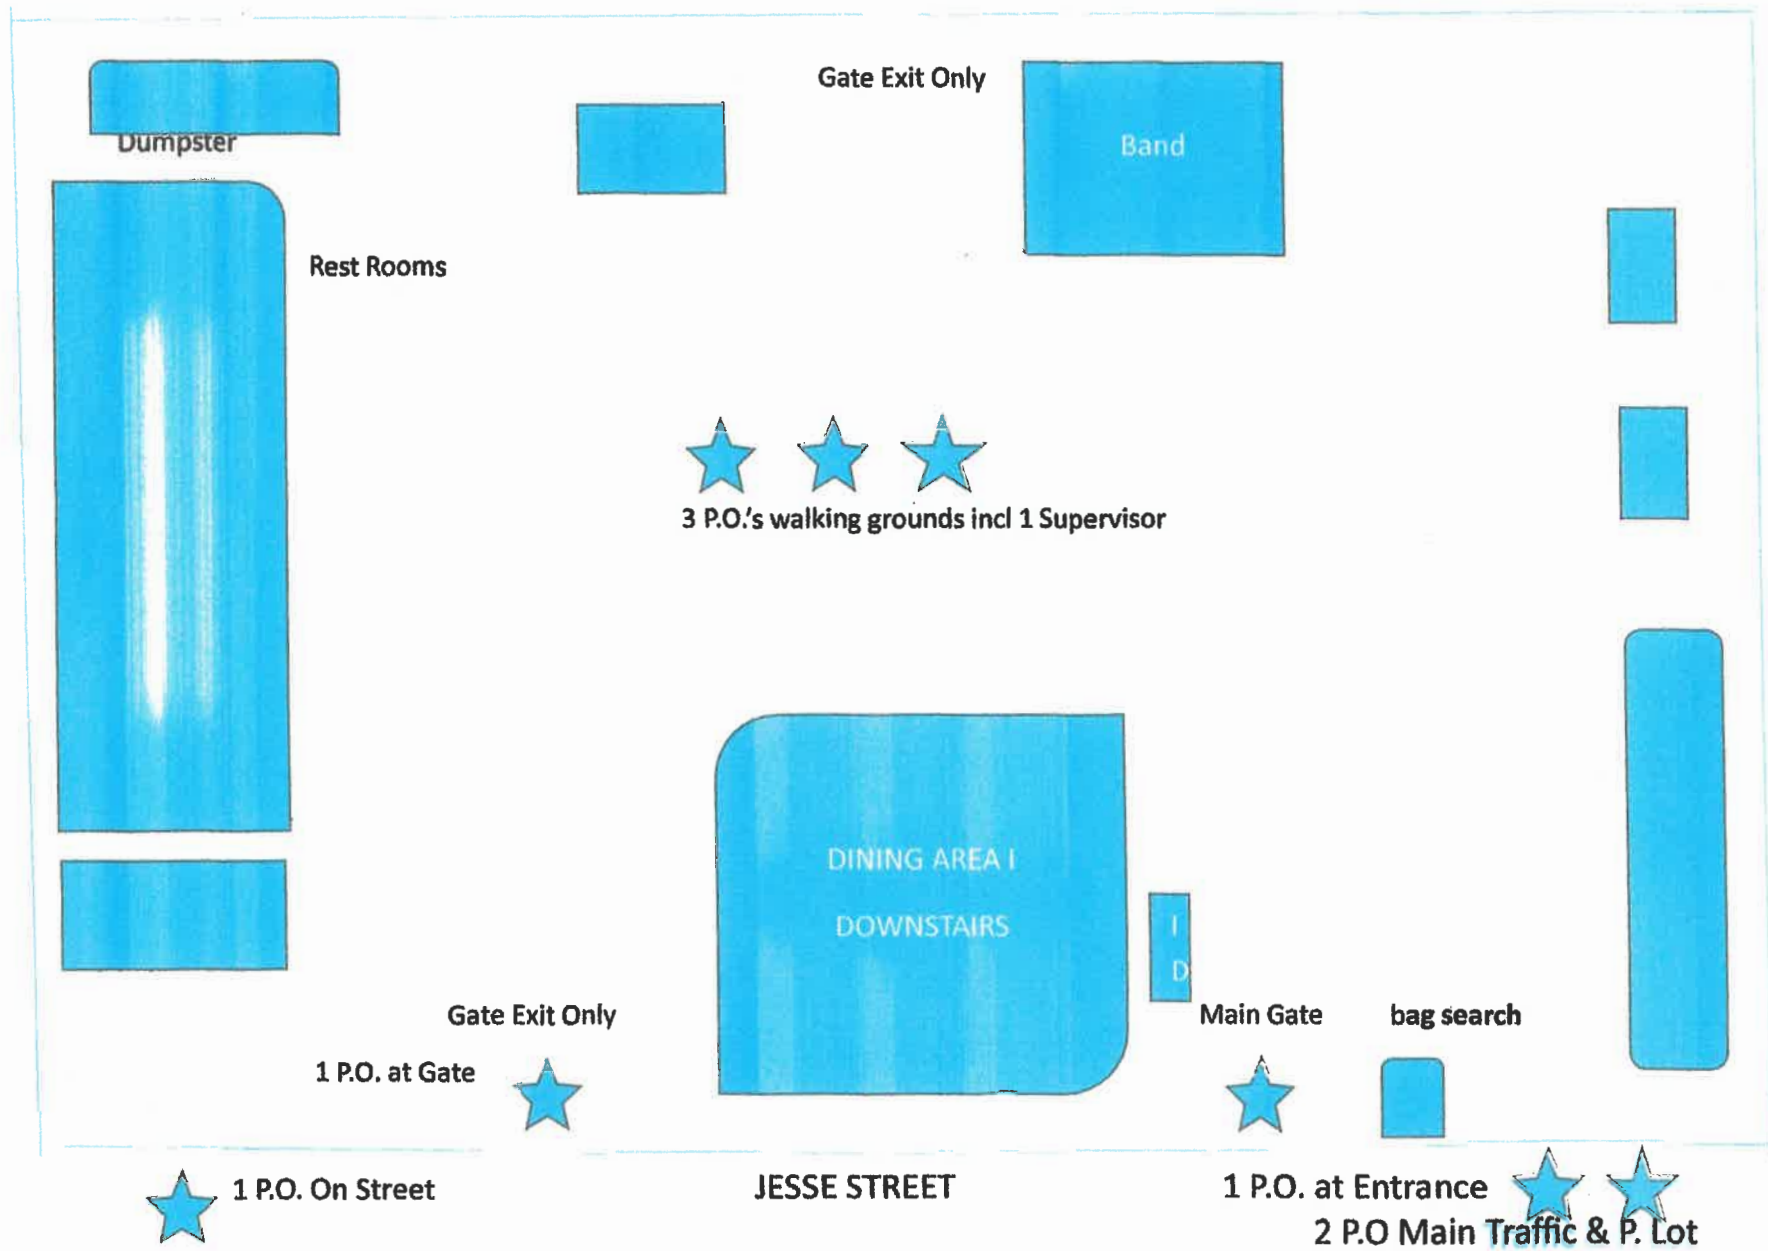 Gate Exit Only
Dumpster
Band
Rest Rooms
3 P.O.'s walking grounds incl 1 Supervisor
DINING AREA I
DOWNSTAIRS
I
D
Gate Exit Only
Main Gate
bag search
1 P.O. at Gate
1 P.O. On Street
JESSE STREET
1 P.O. at Entrance
2 P.O Main Traffic & P. Lot